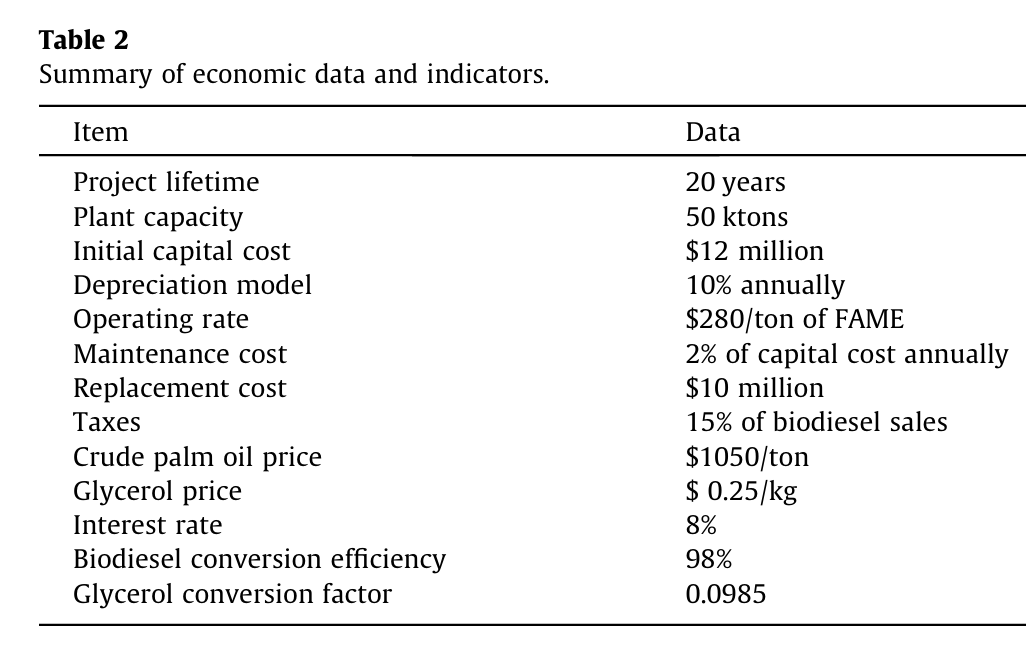 Table 2
Summary of economic data and indicators.
Item Data
Project lifetime 20 years
Plant capacity 50 ktons
Initial capital cost $12 million
Depreciation model 10% annually
Operating rate $280/ton of FAME
Maintenance cost 2% of capital cost annually
Replacement cost $10 million
Taxes 15% of biodiesel sales
Crude palm oil price $1050/ton
Glycerol price $ 0.25/kg
Interest rate 8%
Biodiesel conversion efficiency 98%
Glycerol conversion factor 0.0985